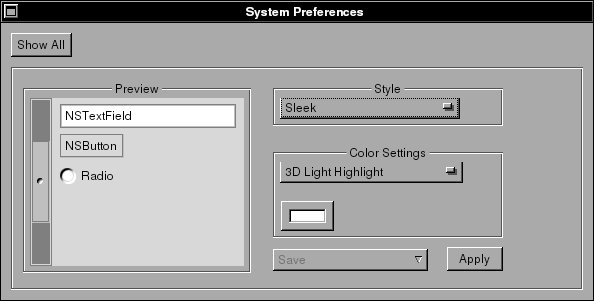 System Preferences
Show All
Preview
NSTextField
NSButton
Radio
Style
Sleek
Color Settings
3D Light Highlight
Save
Apply